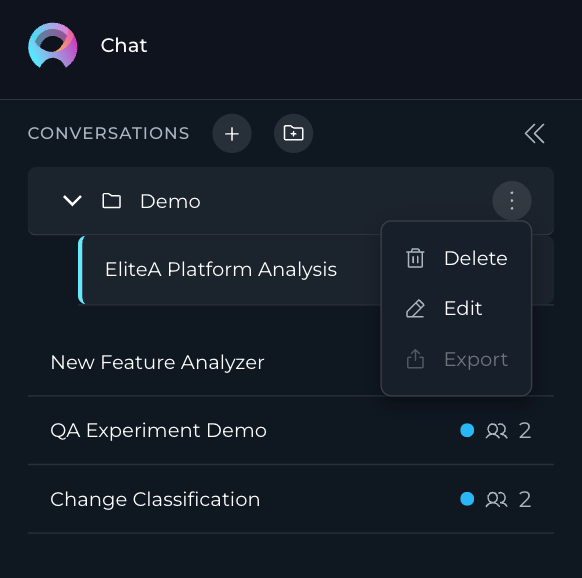 Chat
CONVERSATIONS
Demo
EliteA Platform Analysis
Delete
Edit
Export
New Feature Analyzer
QA Experiment Demo 2
Change Classification 2